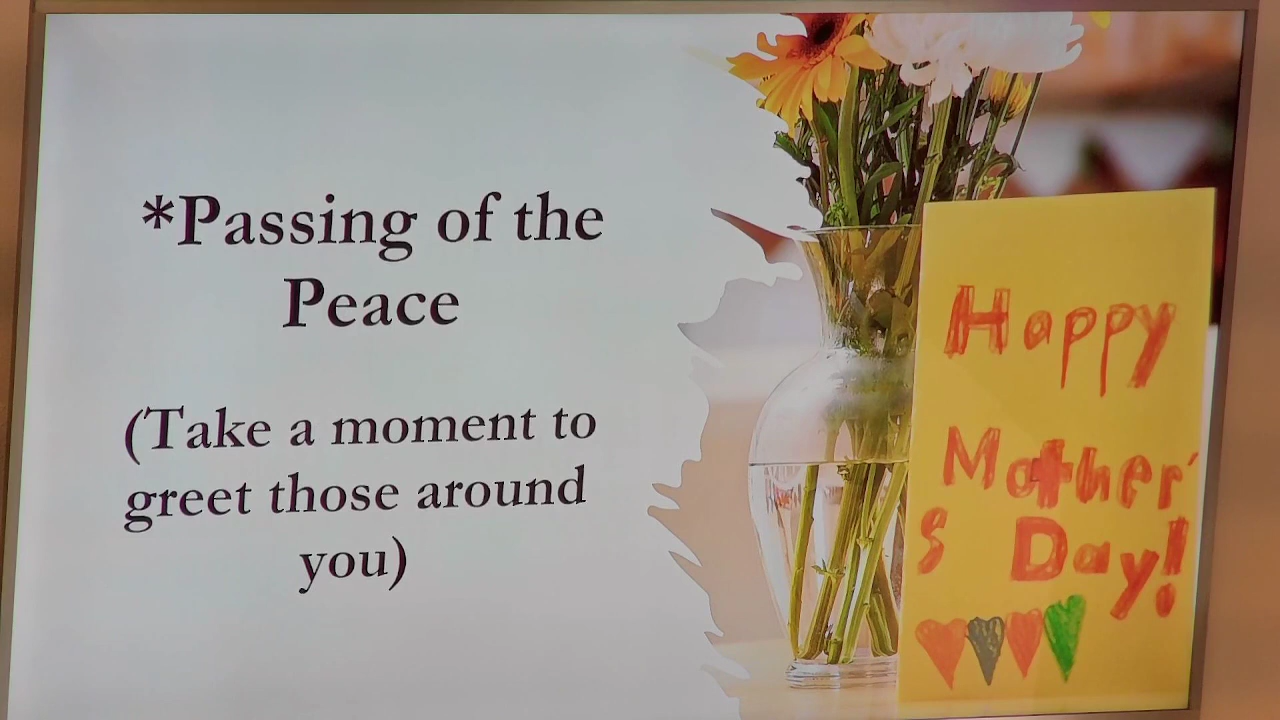 *Passing of the
Peace
(Take a moment to
greet those around
you)
Happy
Mother'
s Day!